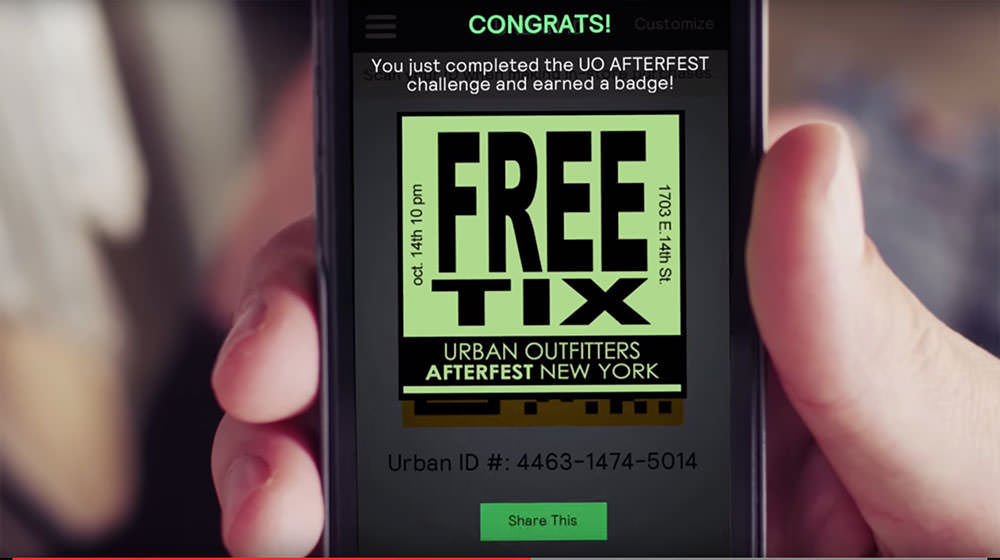 CONGRATS!
Customize
You just completed the UO AFTERFEST
challenge and earned a badge!
oct. 14th 10 pm
FREE
TIX
1703 E. 14th St.
URBAN OUTFITTERS
AFTERFEST NEW YORK
Urban ID #: 4463-1474-5014
Share This